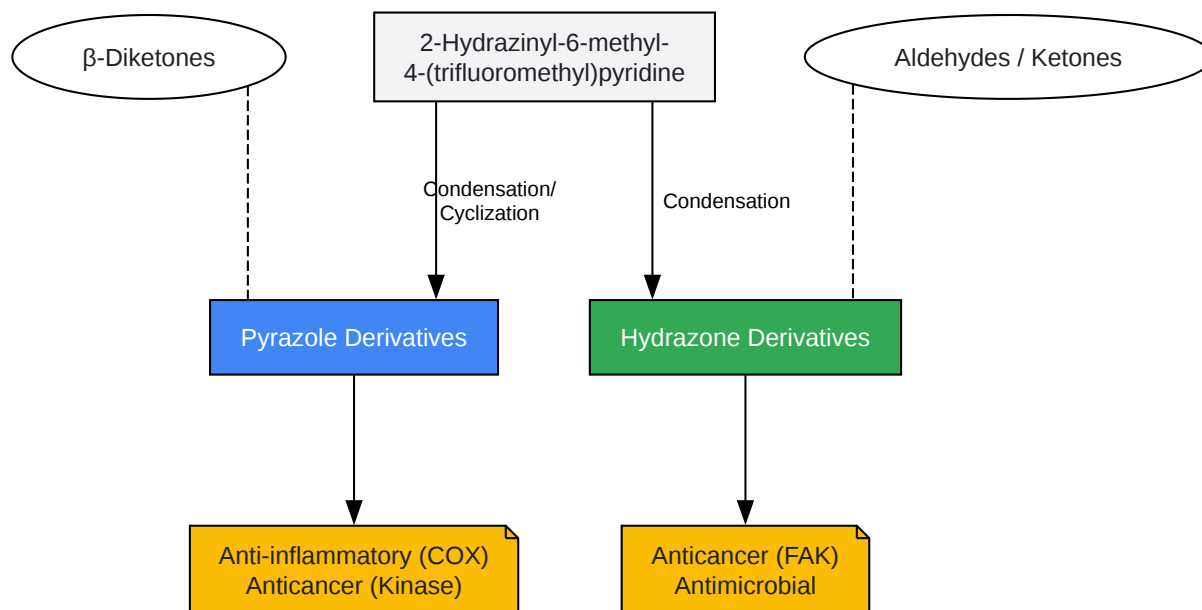 β-Diketones
2-Hydrazinyl-6-methyl-
4-(trifluoromethyl)pyridine
Aldehydes / Ketones
Condensation/
Cyclization
Condensation
Pyrazole Derivatives
Hydrazone Derivatives
Anti-inflammatory (COX)
Anticancer (Kinase)
Anticancer (FAK)
Antimicrobial